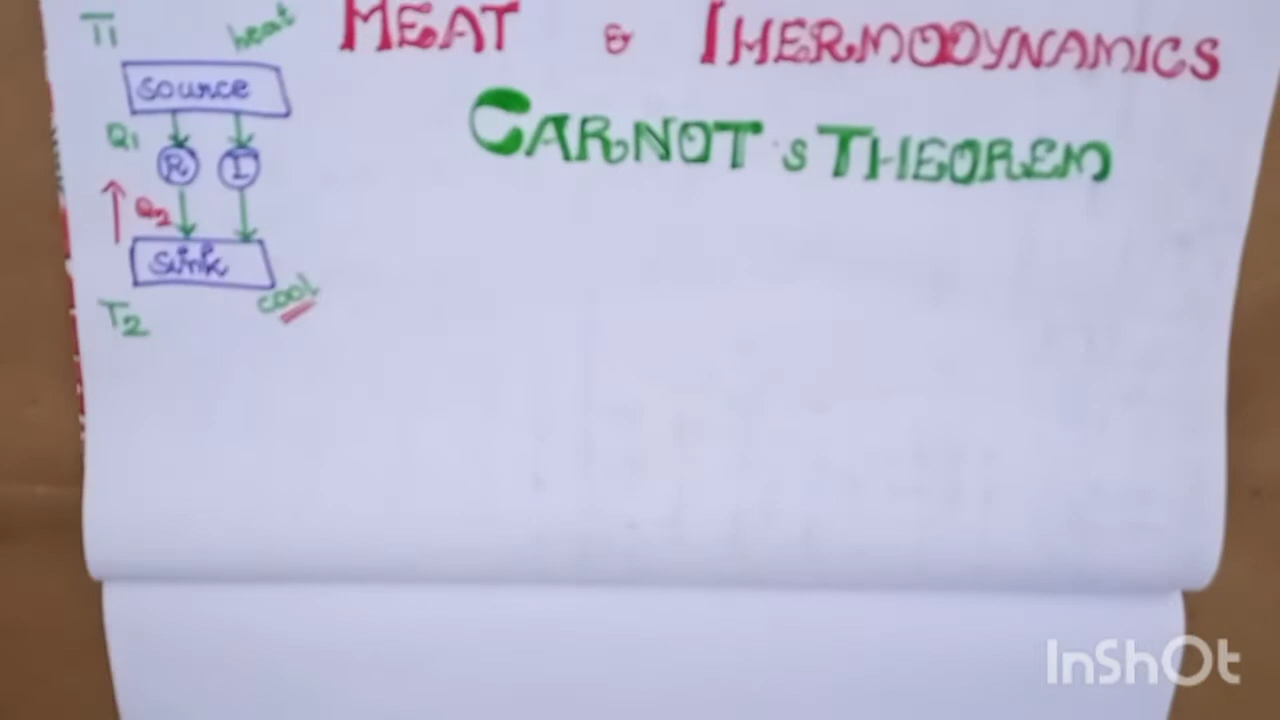 HEAT & THERMODYNAMICS
CARNOT'S THEOREM
T1
heat
source
Q1
R I
Q2
sink
cool
T2
InShOt